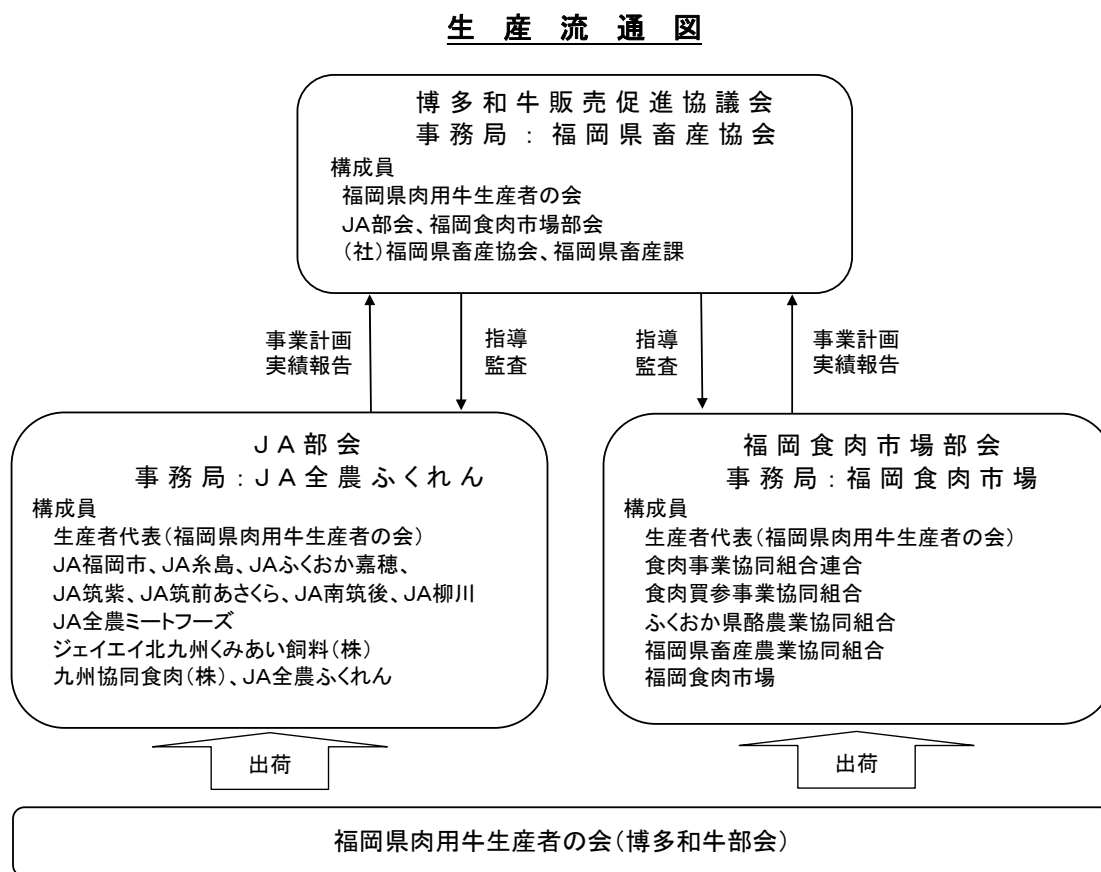 生産流通図
博多和牛販売促進協議会
事務局：福岡県畜産協会
構成員
福岡県肉用牛生産者の会
JA部会、福岡食肉市場部会
（社）福岡県畜産協会、福岡県畜産課
事業計画
実績報告
指導
監査
指導
監査
事業計画
実績報告
JA部会
事務局：JA全農ふくれん
構成員
生産者代表（福岡県肉用牛生産者の会）
JA福岡市、JA糸島、JAふくおか嘉穂、
JA筑紫、JA筑前あさくら、JA南筑後、JA柳川
JA全農ミートフーズ
ジェイエイ北九州くみあい飼料（株）
九州協同食肉（株）、JA全農ふくれん
福岡食肉市場部会
事務局：福岡食肉市場
構成員
生産者代表（福岡県肉用牛生産者の会）
食肉事業協同組合連合
食肉買参事業協同組合
ふくおか県酪農業協同組合
福岡県畜産農業協同組合
福岡食肉市場
出荷
出荷
福岡県肉用牛生産者の会（博多和牛部会）